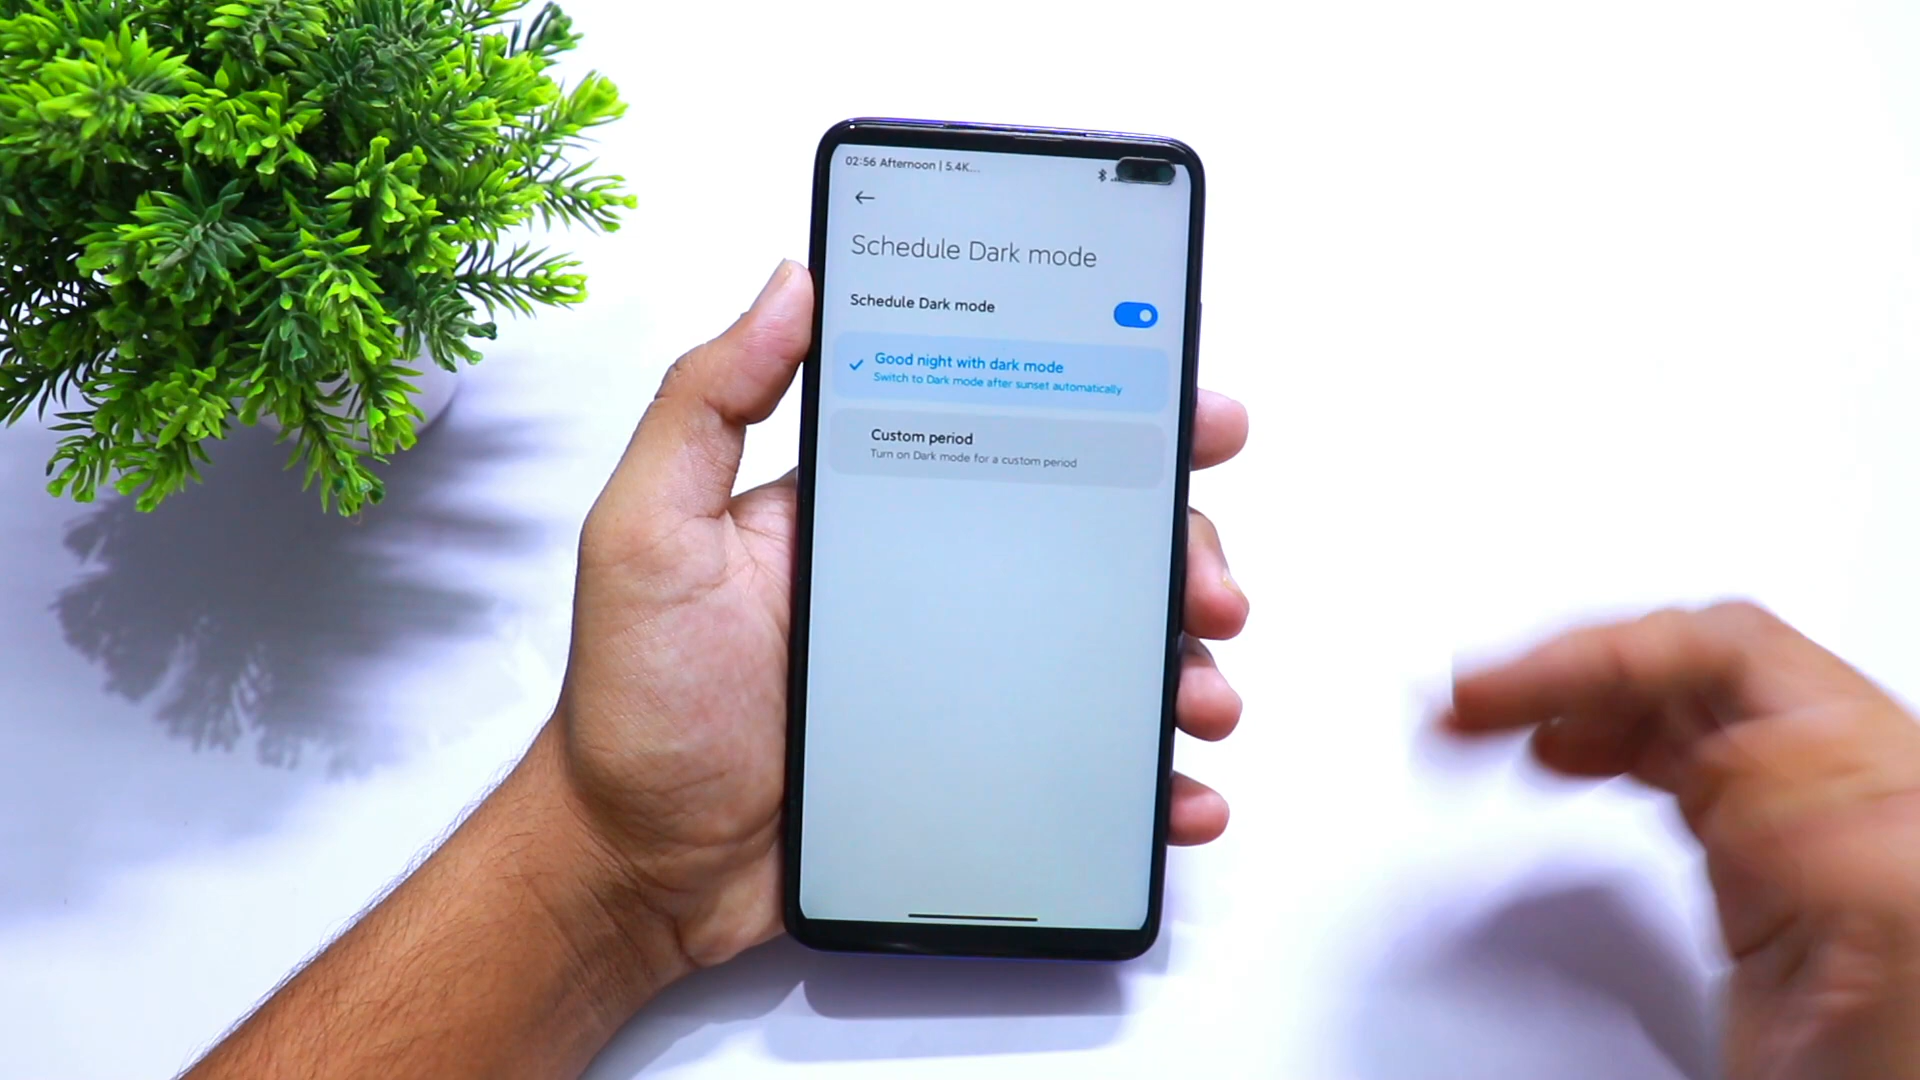 02:56 Afternoon | 5.4K...
Schedule Dark mode
Schedule Dark mode
Good night with dark mode
Switch to Dark mode after sunset automatically
Custom period
Turn on Dark mode for a custom period